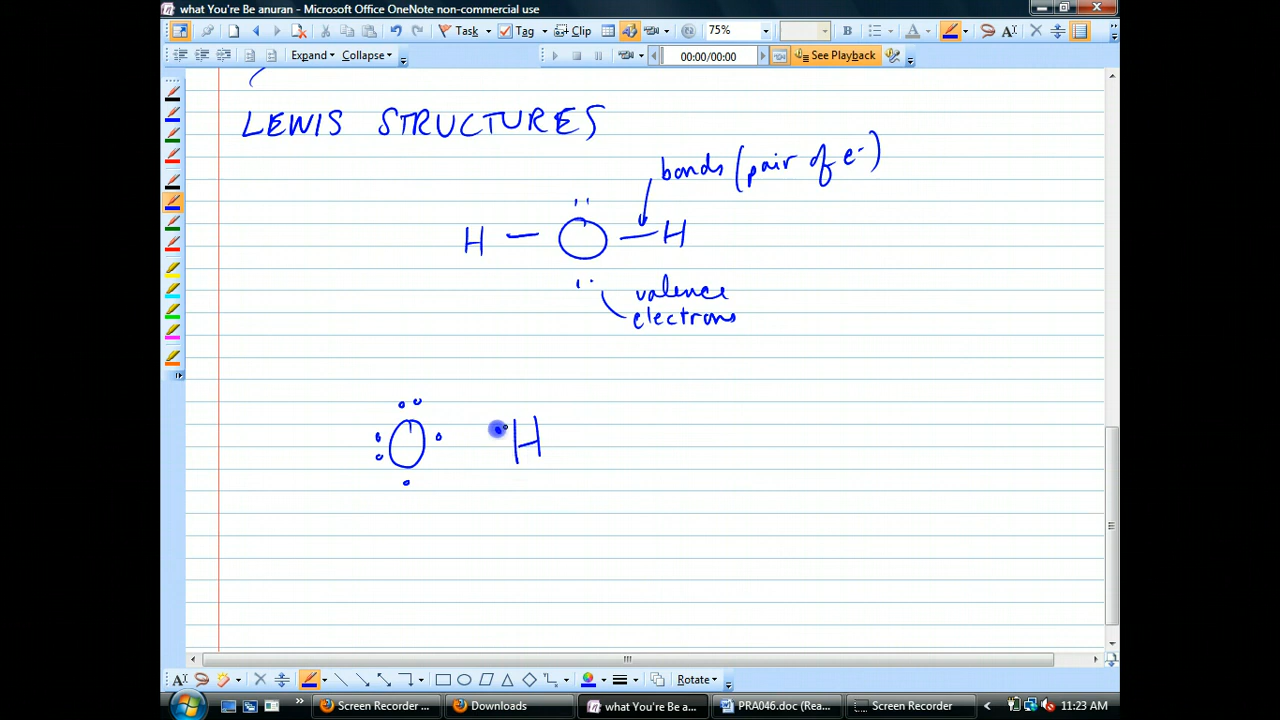 what You're Be anuran - Microsoft Office OneNote non-commercial use
Task Tag Clip 75% B A
Expand Collapse 00:00/00:00 See Playback
LEWIS STRUCTURES
bonds (pair of e-)
H — O — H
valence
electrons
O H
Rotate
Screen Recorder ... Downloads what You're Be a... PRA046.doc (Rea... Screen Recorder 11:23 AM